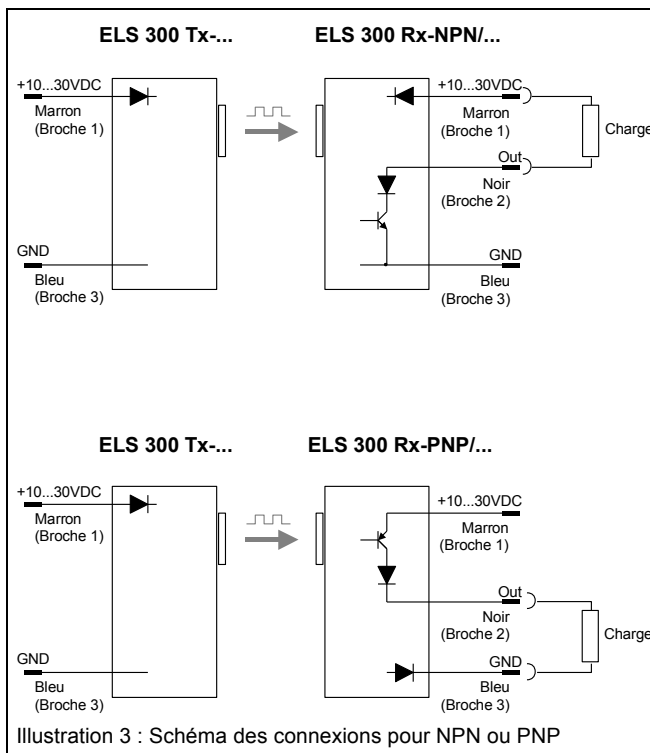 ELS 300 Tx-...
ELS 300 Rx-NPN/...
+10...30VDC
Marron
(Broche 1)
GND
Bleu
(Broche 3)
+10...30VDC
Marron
(Broche 1)
Out
Noir
(Broche 2)
GND
Bleu
(Broche 3)
Charge
ELS 300 Tx-...
ELS 300 Rx-PNP/...
+10...30VDC
Marron
(Broche 1)
GND
Bleu
(Broche 3)
+10...30VDC
Marron
(Broche 1)
Out
Noir
(Broche 2)
GND
Bleu
(Broche 3)
Charge
Illustration 3 : Schéma des connexions pour NPN ou PNP